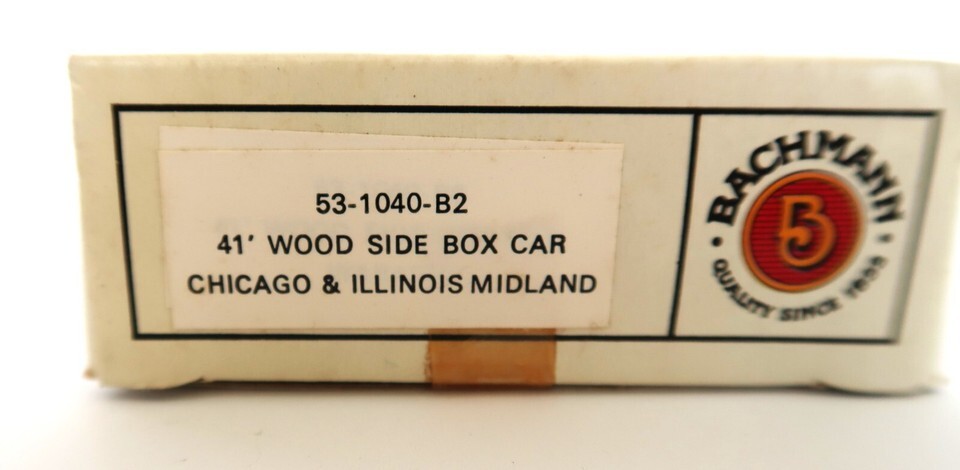 53-1040-B2
41' WOOD SIDE BOX CAR
CHICAGO & ILLINOIS MIDLAND
BACHMANN
B
QUALITY SINCE 1833